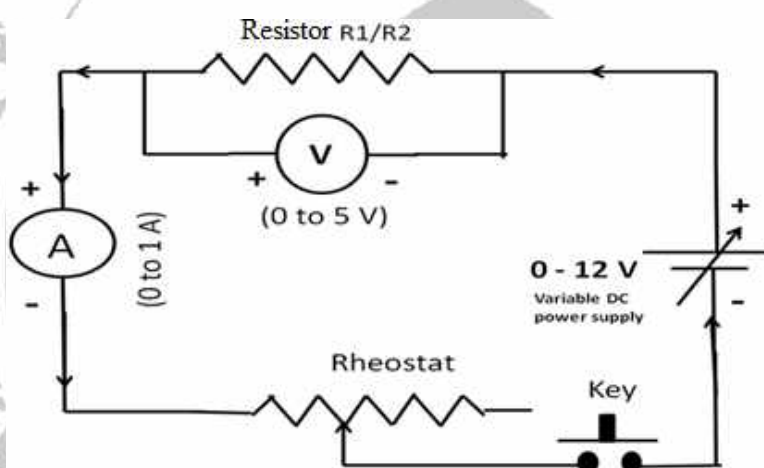 Resistor R1/R2
V
+ -
(0 to 5 V)
+
A
-
(0 to 1 A)
+
0 - 12 V
Variable DC
power supply
-
Rheostat
Key